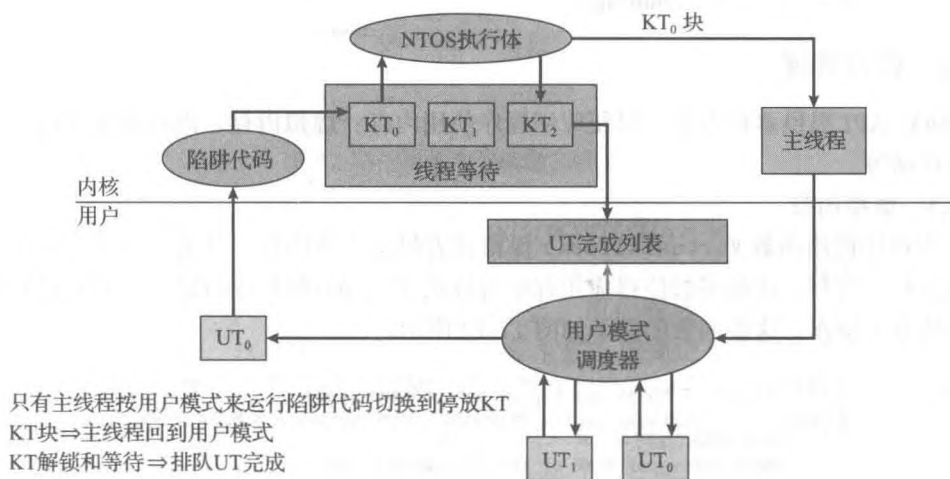 KT₀ 块
NTOS执行体
KT₀
KT₁
KT₂
线程等待
陷阱代码
主线程
内核
用户
UT完成列表
UT₀
用户模式
调度器
只有主线程按用户模式来运行陷阱代码切换到停放KT
KT块⇒主线程回到用户模式
KT解锁和等待⇒排队UT完成
UT₁
UT₀